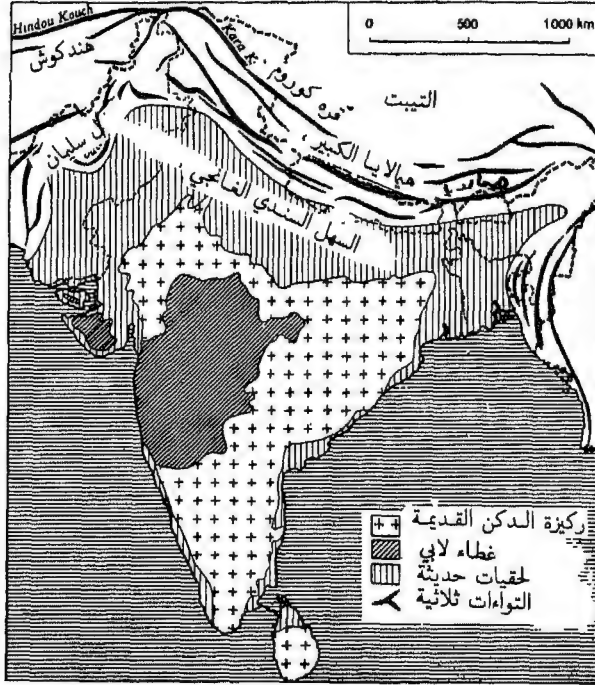 Hindou Kouch
هندكوش
Kara K.
قره كوروم
0 500 1000 km
التيبت
سليمان
هيمالايا الكبير
السهل السندي الغانجي
ركيزة الدكن القديمة
غطاء لابي
لحقيات حديثة
التواءات ثلاثية